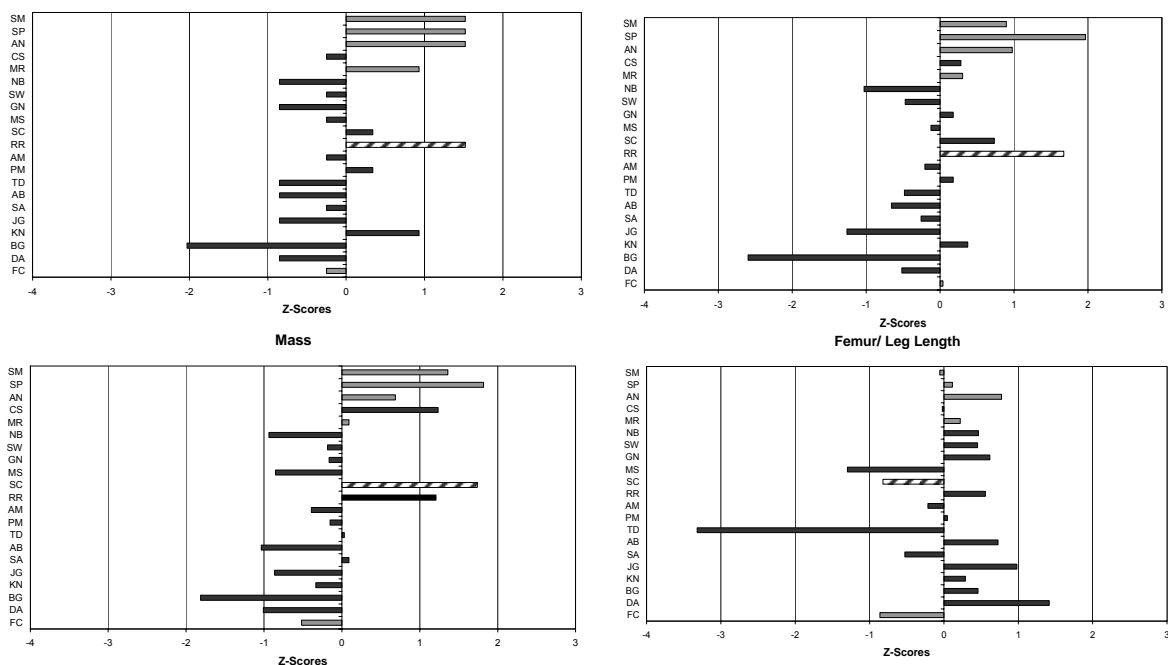 SM
SP
AN
CS
MR
NB
SW
GN
MS
SC
RR
AM
PM
TD
AB
SA
JG
KN
BG
DA
FC
-4 -3 -2 -1 0 1 2 3
Z-Scores
SM
SP
AN
CS
MR
NB
SW
GN
MS
SC
RR
AM
PM
TD
AB
SA
JG
KN
BG
DA
FC
-4 -3 -2 -1 0 1 2 3
Z-Scores
Mass
SM
SP
AN
CS
MR
NB
SW
GN
MS
SC
RR
AM
PM
TD
AB
SA
JG
KN
BG
DA
FC
-4 -3 -2 -1 0 1 2 3
Z-Scores
Femur/ Leg Length
SM
SP
AN
CS
MR
NB
SW
GN
MS
SC
RR
AM
PM
TD
AB
SA
JG
KN
BG
DA
FC
-4 -3 -2 -1 0 1 2 3
Z-Scores